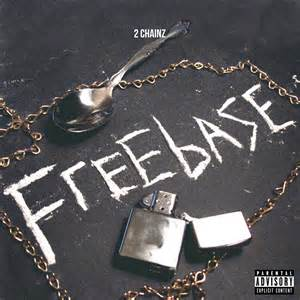 2 CHAINZ
FREEBASE
PARENTAL
ADVISORY
EXPLICIT CONTENT